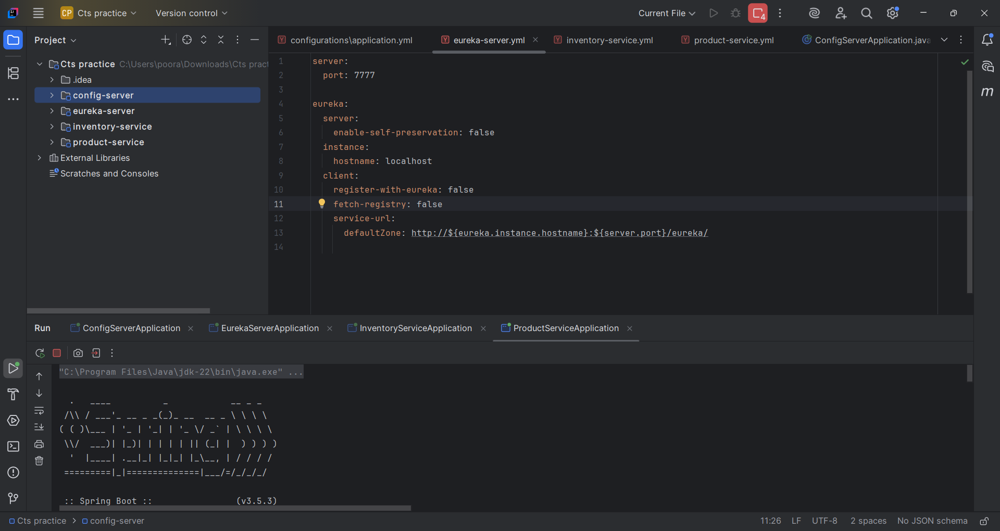 CP Cts practice
Version control
Current File
4
Project
configurations\application.yml
eureka-server.yml
inventory-service.yml
product-service.yml
ConfigServerApplication.java
Cts practice C:\Users\poora\Downloads\Cts pract
.idea
config-server
eureka-server
inventory-service
product-service
External Libraries
Scratches and Consoles
1 server:
2   port: 7777
3
4 eureka:
5   server:
6     enable-self-preservation: false
7   instance:
8     hostname: localhost
9   client:
10     register-with-eureka: false
11     fetch-registry: false
12     service-url:
13       defaultZone: http://${eureka.instance.hostname}:${server.port}/eureka/
14
m
Run
ConfigServerApplication
EurekaServerApplication
InventoryServiceApplication
ProductServiceApplication
"C:\Program Files\Java\jdk-22\bin\java.exe" ...
  .   ____          _            __ _ _
 /\\ / ___'_ __ _ _(_)_ __  __ _ \ \ \ \
( ( )\___ | '_ | '_| | '_ \/ _` | \ \ \ \
 \\/  ___)| |_)| | | | | || (_| |  ) ) ) )
  '  |____| .__|_| |_|_| |_\__, | / / / /
 =========|_|==============|___/=/_/_/_/
 :: Spring Boot ::                (v3.5.3)
Cts practice > config-server
11:26 LF UTF-8 2 spaces No JSON schema